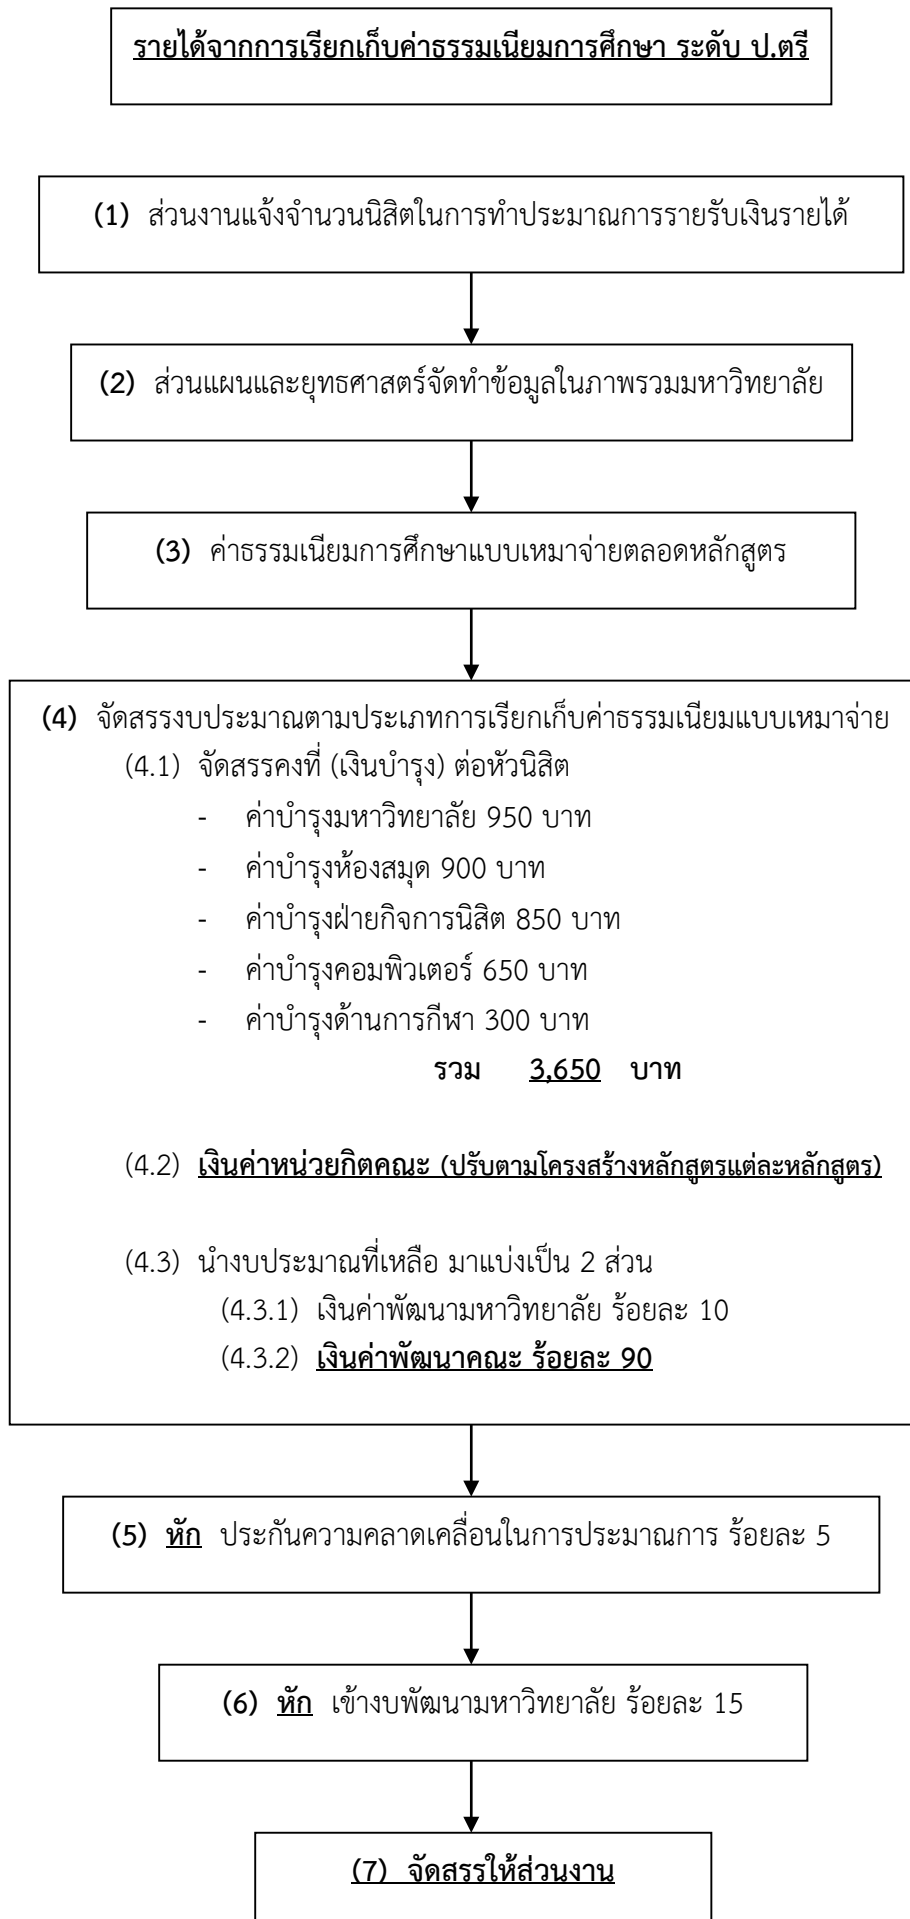 รายได้จากการเรียกเก็บค่าธรรมเนียมการศึกษา ระดับ ป.ตรี
(1) ส่วนงานแจ้งจำนวนนิสิตในการทำประมาณการรายรับเงินรายได้
(2) ส่วนแผนและยุทธศาสตร์จัดทำข้อมูลในภาพรวมมหาวิทยาลัย
(3) ค่าธรรมเนียมการศึกษาแบบเหมาจ่ายตลอดหลักสูตร
(4) จัดสรรงบประมาณตามประเภทการเรียกเก็บค่าธรรมเนียมแบบเหมาจ่าย
(4.1) จัดสรรคงที่ (เงินบำรุง) ต่อหัวนิสิต
- ค่าบำรุงมหาวิทยาลัย 950 บาท
- ค่าบำรุงห้องสมุด 900 บาท
- ค่าบำรุงฝ่ายกิจการนิสิต 850 บาท
- ค่าบำรุงคอมพิวเตอร์ 650 บาท
- ค่าบำรุงด้านการกีฬา 300 บาท
รวม 3,650 บาท
(4.2) เงินค่าหน่วยกิตคณะ (ปรับตามโครงสร้างหลักสูตรแต่ละหลักสูตร)
(4.3) นำงบประมาณที่เหลือ มาแบ่งเป็น 2 ส่วน
(4.3.1) เงินค่าพัฒนามหาวิทยาลัย ร้อยละ 10
(4.3.2) เงินค่าพัฒนาคณะ ร้อยละ 90
(5) หัก ประกันความคลาดเคลื่อนในการประมาณการ ร้อยละ 5
(6) หัก เข้างบพัฒนามหาวิทยาลัย ร้อยละ 15
(7) จัดสรรให้ส่วนงาน